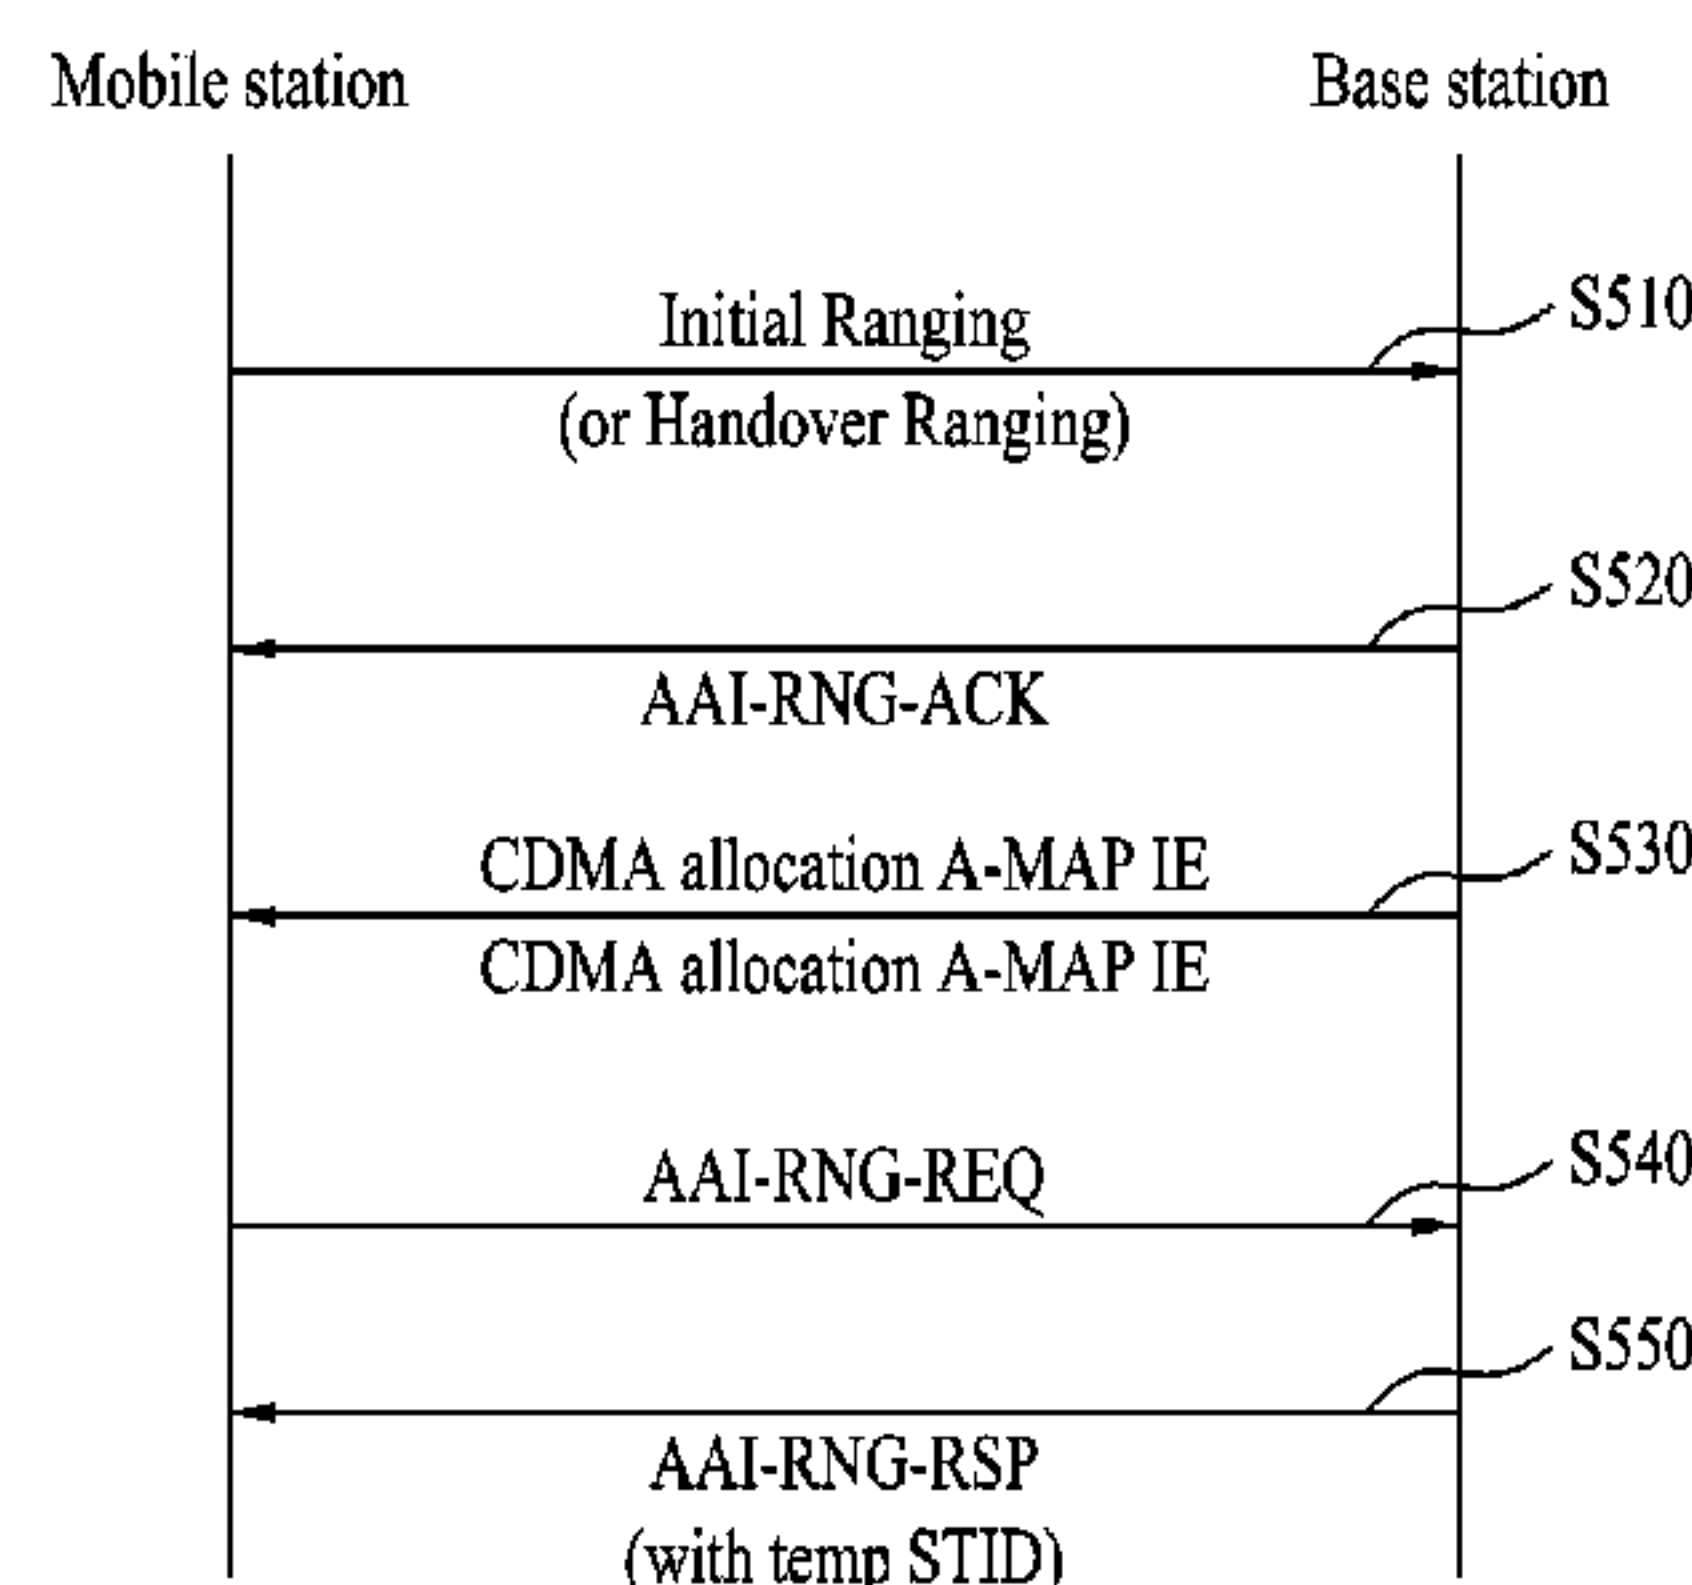 Mobile station
Base station
Initial Ranging
S510
(or Handover Ranging)
S520
AAI-RNG-ACK
CDMA allocation A-MAP IE
S530
CDMA allocation A-MAP IE
AAI-RNG-REQ
S540
S550
AAI-RNG-RSP
(with temp STID)